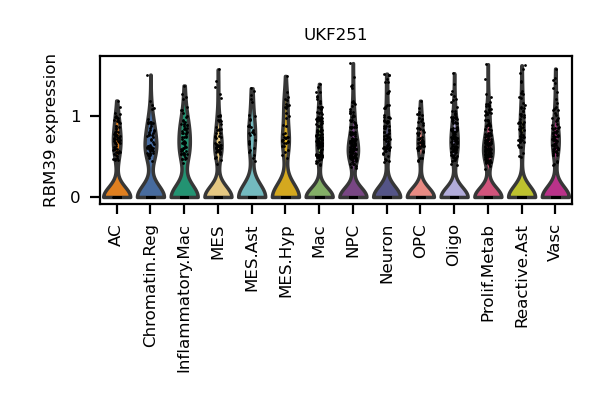 UKF251
RBM39 expression
1
0
AC
Chromatin.Reg
Inflammatory.Mac
MES
MES.Ast
MES.Hyp
Mac
NPC
Neuron
OPC
Oligo
Prolif.Metab
Reactive.Ast
Vasc